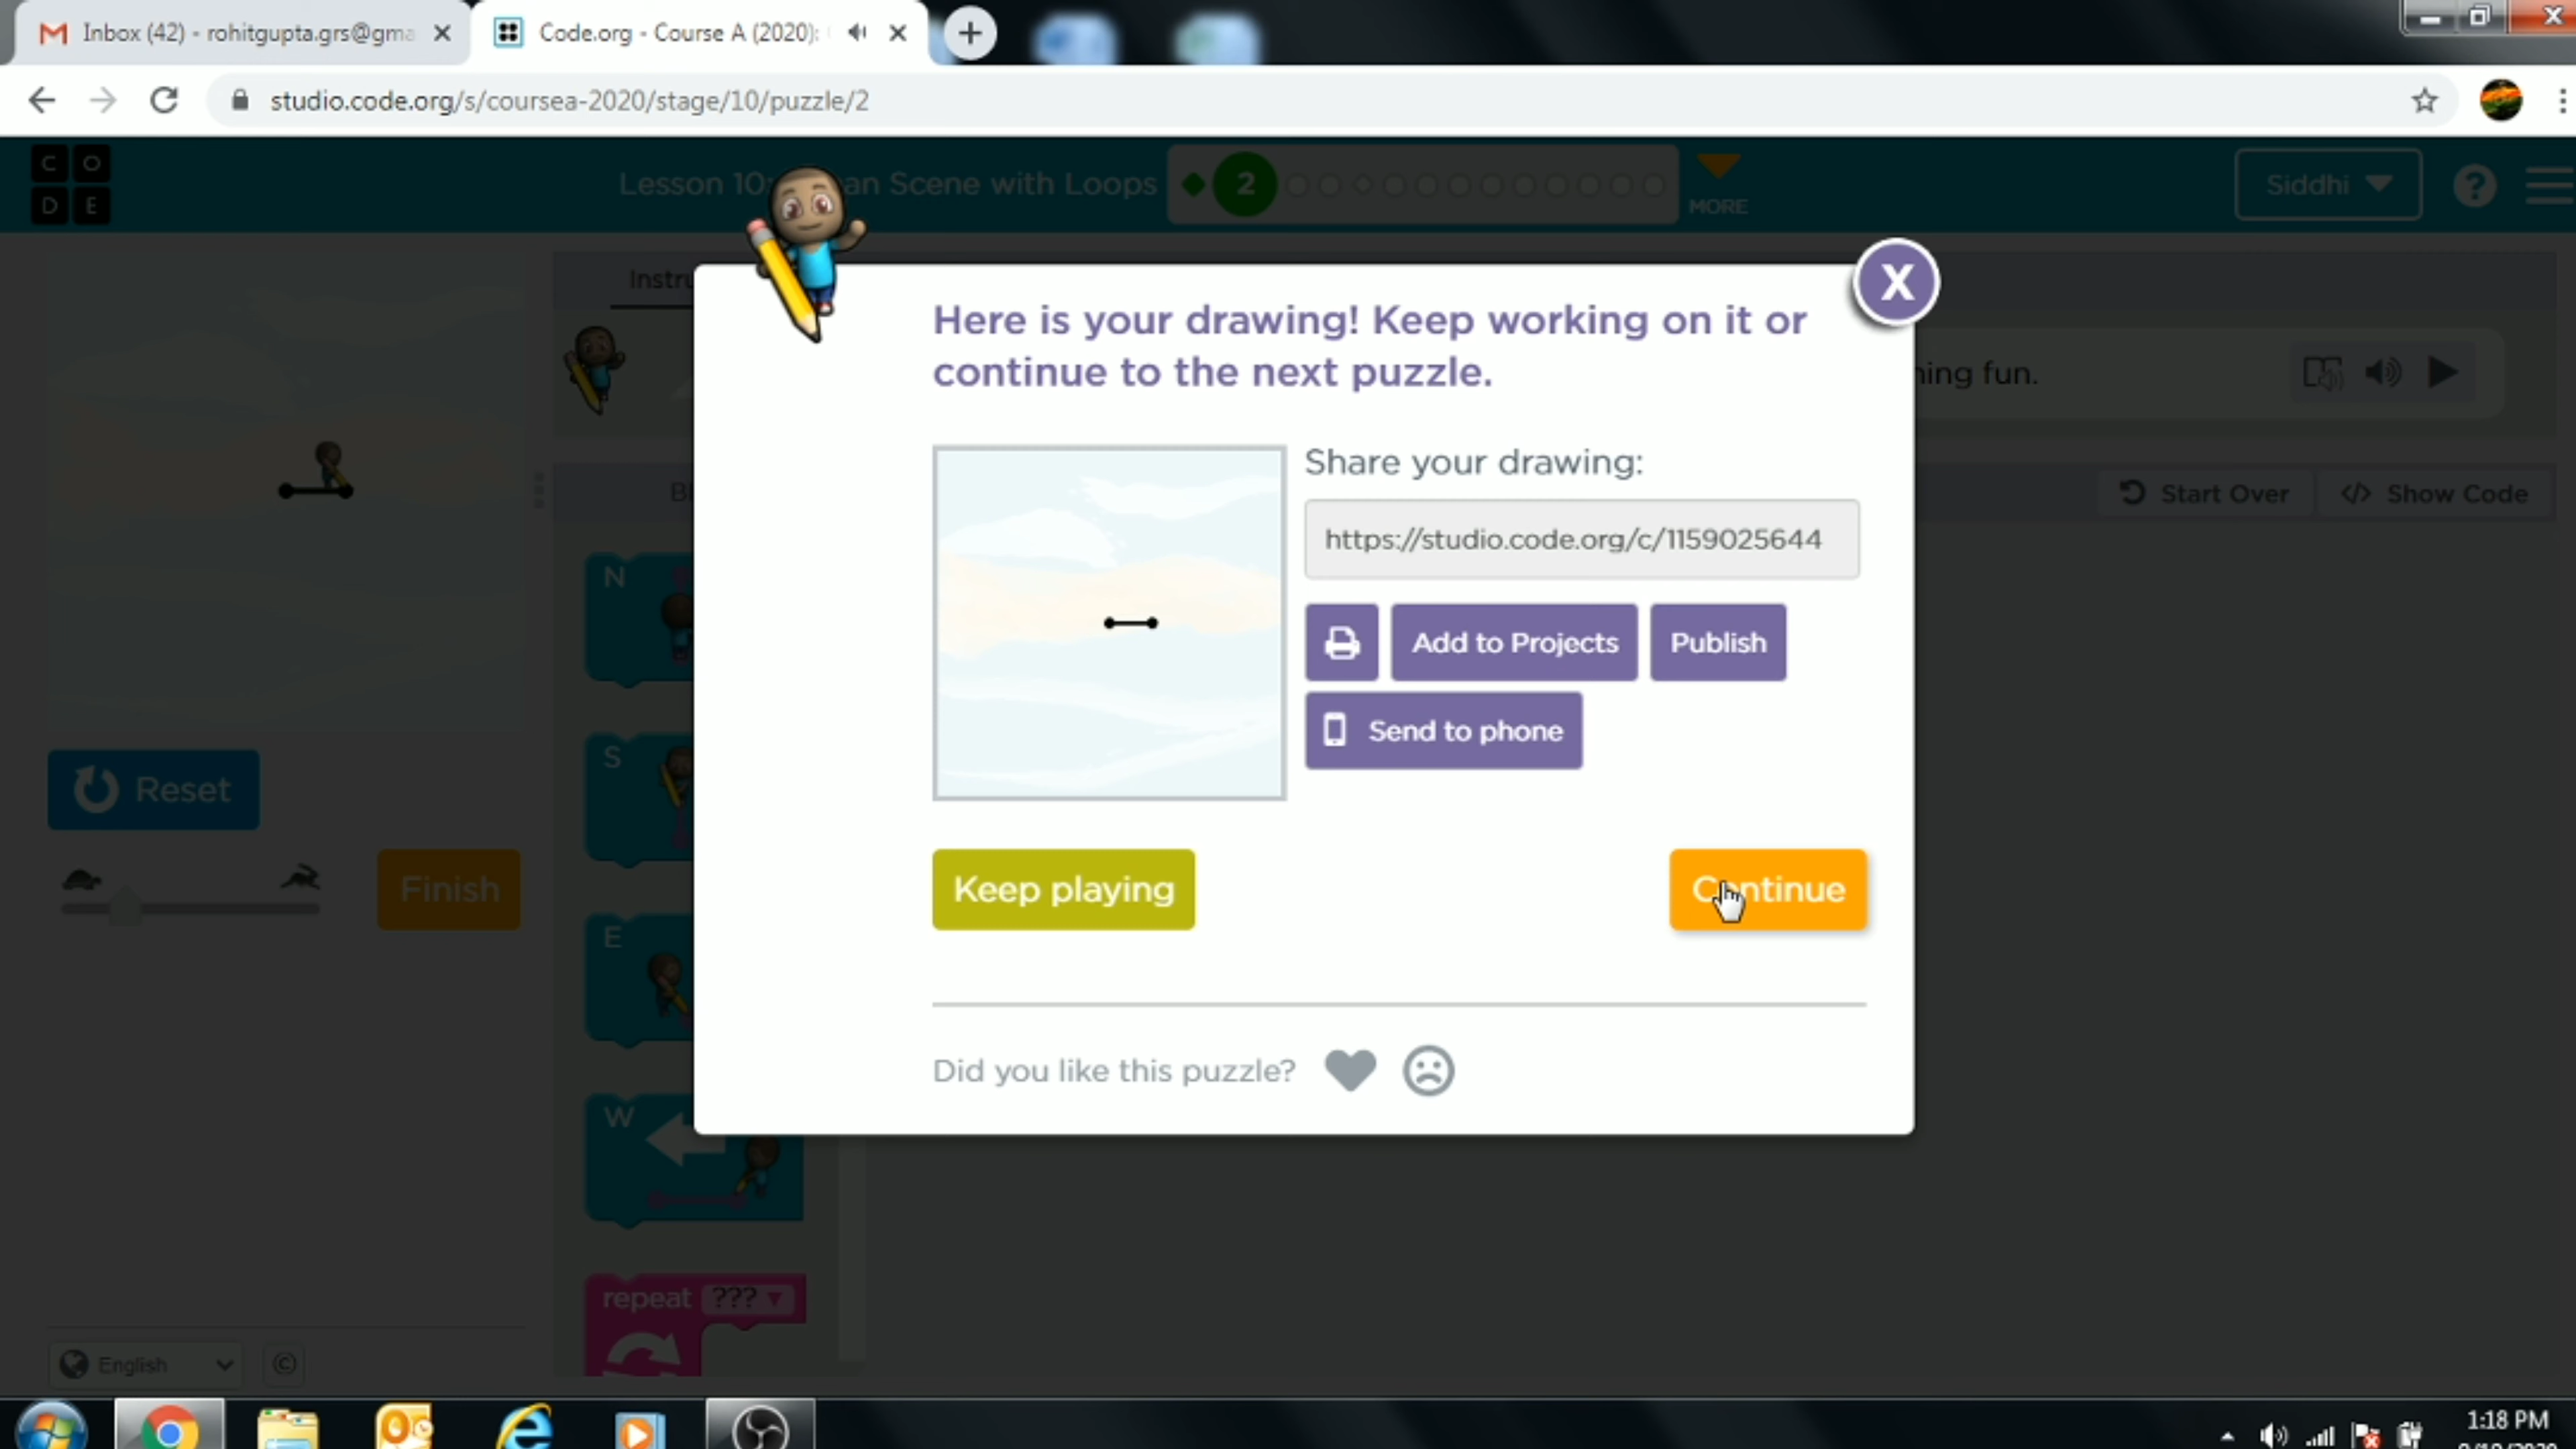 Inbox (42) - rohitgupta.grs@gma
Code.org - Course A (2020):
studio.code.org/s/coursea-2020/stage/10/puzzle/2
C O
D E
Lesson 10: an Scene with Loops
2
MORE
Siddhi
?
Instru
X
Here is your drawing! Keep working on it or
continue to the next puzzle.
ning fun.
Share your drawing:
https://studio.code.org/c/1159025644
Start Over
</> Show Code
Bl
N
Add to Projects
Publish
S
Send to phone
Reset
Finish
Keep playing
Continue
E
Did you like this puzzle?
W
repeat ???
English
©
1:18 PM